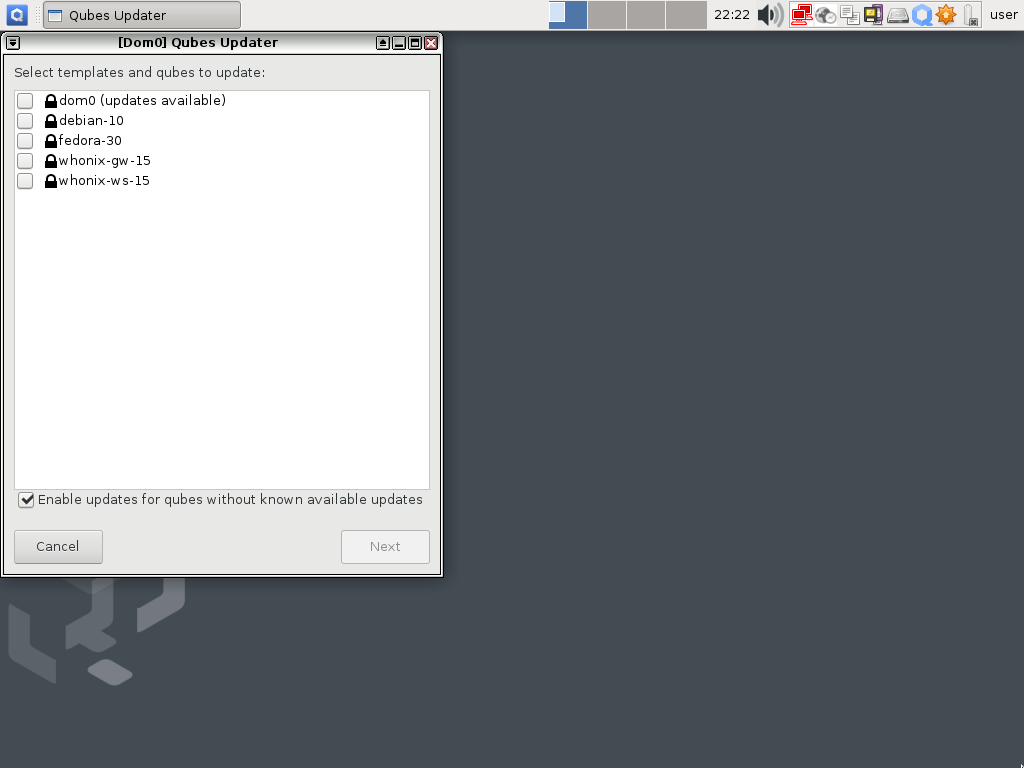 Qubes Updater
22:22
user
[Dom0] Qubes Updater
Select templates and qubes to update:
dom0 (updates available)
debian-10
fedora-30
whonix-gw-15
whonix-ws-15
Enable updates for qubes without known available updates
Cancel
Next